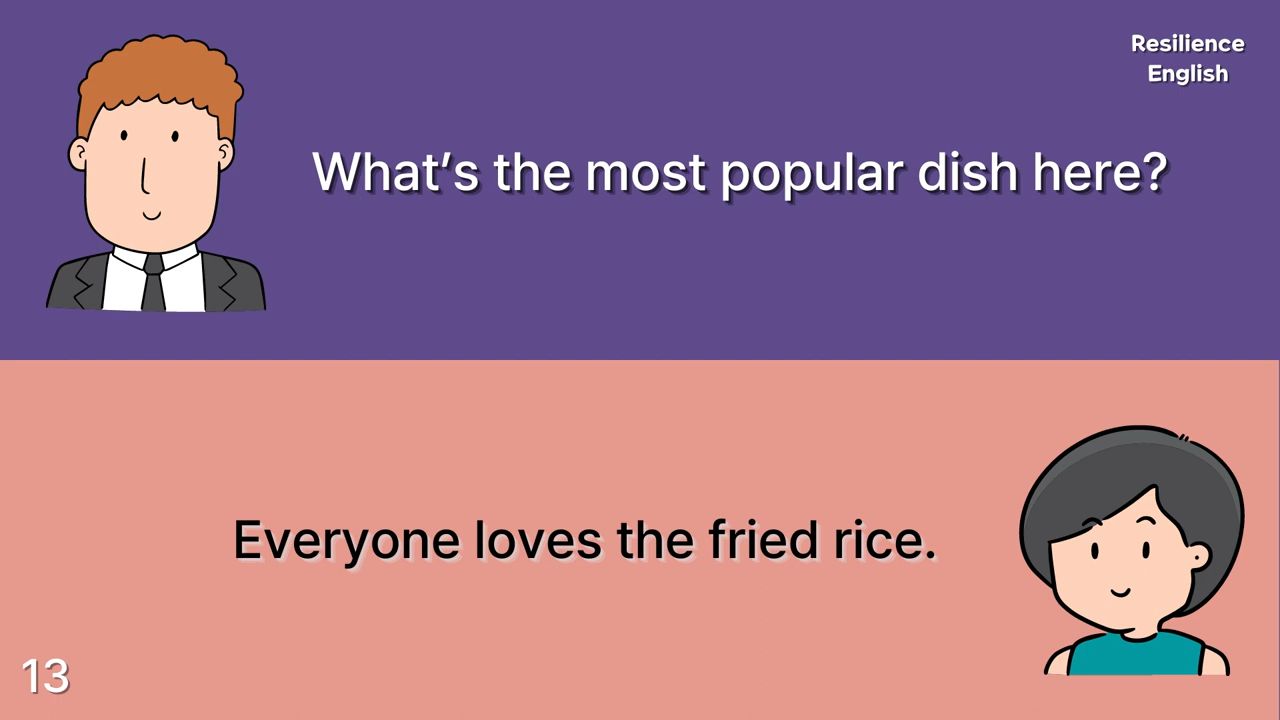 Resilience
English
What's the most popular dish here?
Everyone loves the fried rice.
13